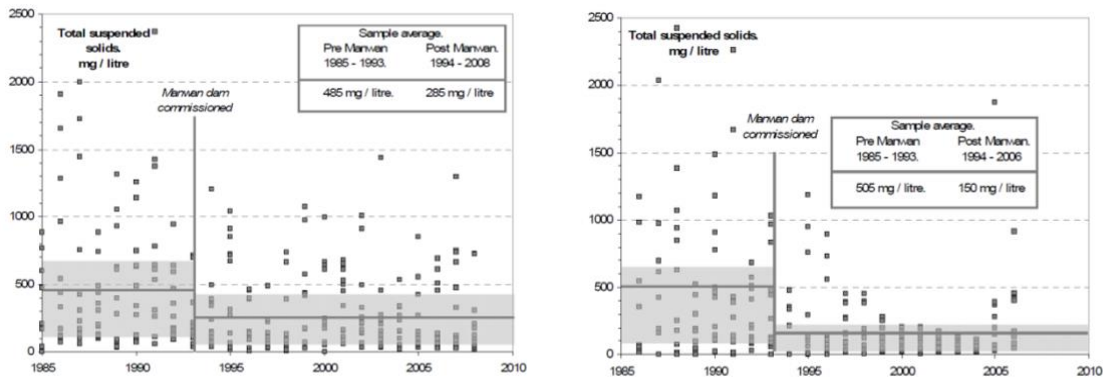 2500
2000
1500
1000
500
0
1985 1990 1995 2000 2005 2010
Total suspended
solids.
mg / litre
Manwan dam
commissioned
Sample average.
Pre Manwan Post Manwan.
1985 - 1993. 1994 - 2008
485 mg / litre. 285 mg / litre
2500
2000
1500
1000
500
0
1985 1990 1995 2000 2005 2010
Total suspended solids.
mg / litre
Manwan dam
commissioned
Sample average.
Pre Manwan Post Manwan.
1985 - 1993. 1994 - 2006
505 mg / litre. 150 mg / litre